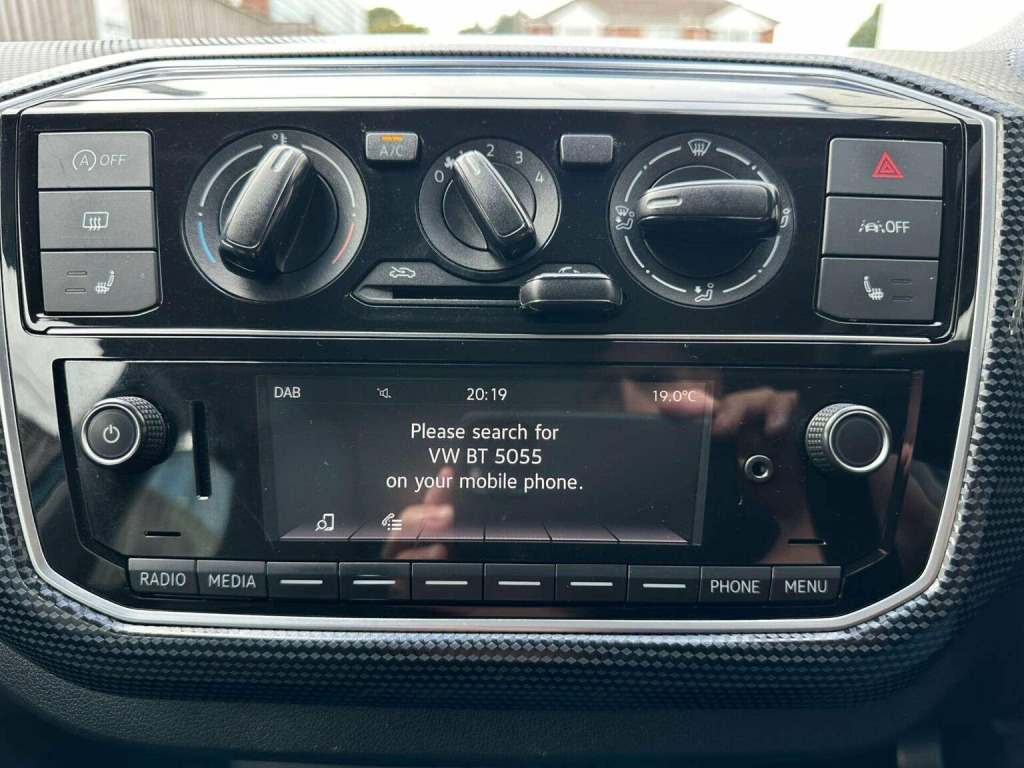 OFF
A/C
0 2 3 4
OFF
DAB 20:19 19.0°C
Please search for
VW BT 5055
on your mobile phone.
RADIO MEDIA PHONE MENU